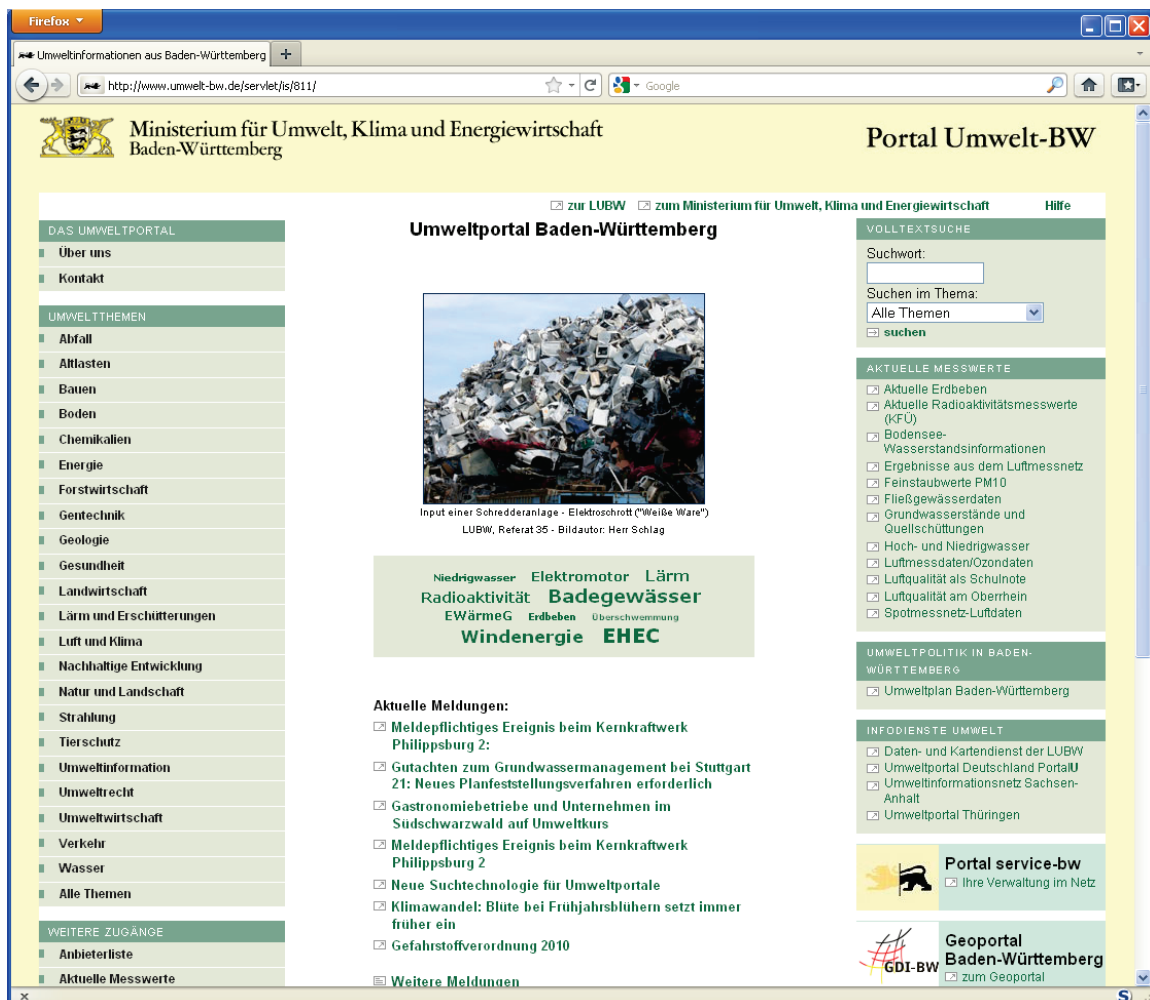 Firefox
Umweltinformationen aus Baden-Württemberg
http://www.umwelt-bw.de/servlet/is/811/
Google
Ministerium für Umwelt, Klima und Energiewirtschaft
Baden-Württemberg
Portal Umwelt-BW
zur LUBW zum Ministerium für Umwelt, Klima und Energiewirtschaft Hilfe
DAS UMWELTPORTAL
Über uns
Kontakt
UMWELTTHEMEN
Abfall
Altlasten
Bauen
Boden
Chemikalien
Energie
Forstwirtschaft
Gentechnik
Geologie
Gesundheit
Landwirtschaft
Lärm und Erschütterungen
Luft und Klima
Nachhaltige Entwicklung
Natur und Landschaft
Strahlung
Tierschutz
Umweltinformation
Umweltrecht
Umweltwirtschaft
Verkehr
Wasser
Alle Themen
WEITERE ZUGÄNGE
Anbieterliste
Aktuelle Messwerte
Umweltportal Baden-Württemberg
Input einer Schredderanlage - Elektroschrott ("Weiße Ware")
LUBW, Referat 35 - Bildautor: Herr Schlag
Niedrigwasser Elektromotor Lärm
Radioaktivität Badegewässer
EWärmeG Erdbeben Überschwemmung
Windenergie EHEC
Aktuelle Meldungen:
Meldepflichtiges Ereignis beim Kernkraftwerk
Philippsburg 2:
Gutachten zum Grundwassermanagement bei Stuttgart
21: Neues Planfeststellungsverfahren erforderlich
Gastronomiebetriebe und Unternehmen im
Südschwarzwald auf Umweltkurs
Meldepflichtiges Ereignis beim Kernkraftwerk
Philippsburg 2
Neue Suchtechnologie für Umweltportale
Klimawandel: Blüte bei Frühjahrsblühern setzt immer
früher ein
Gefahrstoffverordnung 2010
Weitere Meldungen
VOLLTEXTSUCHE
Suchwort:
Suchen im Thema:
Alle Themen
suchen
AKTUELLE MESSWERTE
Aktuelle Erdbeben
Aktuelle Radioaktivitätsmesswerte
(KFÜ)
Bodensee-
Wasserstandsinformationen
Ergebnisse aus dem Luftmessnetz
Feinstaubwerte PM10
Fließgewässerdaten
Grundwasserstände und
Quellschüttungen
Hoch- und Niedrigwasser
Luftmessdaten/Ozondaten
Luftqualität als Schulnote
Luftqualität am Oberrhein
Spotmessnetz-Luftdaten
UMWELTPOLITIK IN BADEN-
WÜRTTEMBERG
Umweltplan Baden-Württemberg
INFODIENSTE UMWELT
Daten- und Kartendienst der LUBW
Umweltportal Deutschland PortalU
Umweltinformationsnetz Sachsen-
Anhalt
Umweltportal Thüringen
Portal service-bw
Ihre Verwaltung im Netz
GDI-BW
Geoportal
Baden-Württemberg
zum Geoportal